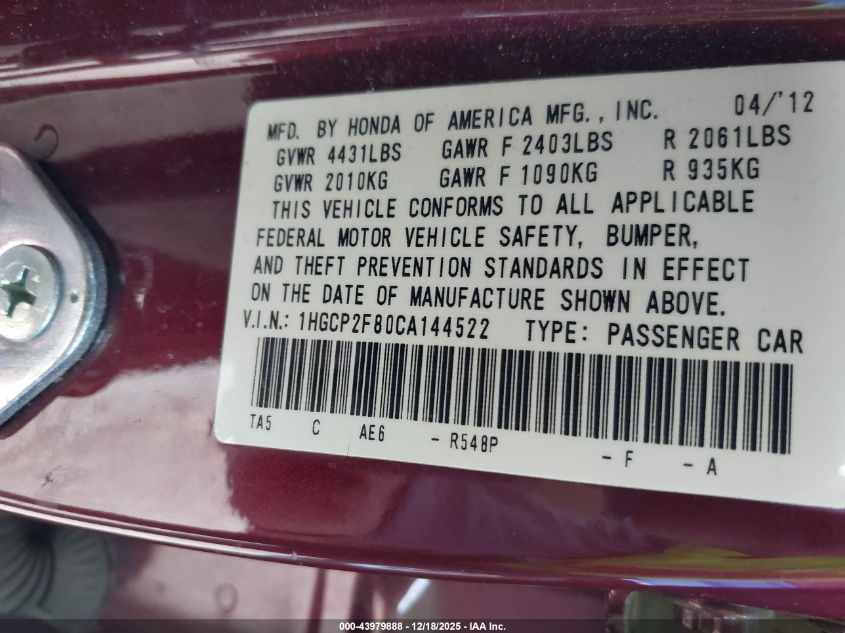 MFD. BY HONDA OF AMERICA MFG., INC. 04/'12
GVWR 4431LBS GAWR F 2403LBS R 2061LBS
GVWR 2010KG GAWR F 1090KG R 935KG
THIS VEHICLE CONFORMS TO ALL APPLICABLE
FEDERAL MOTOR VEHICLE SAFETY, BUMPER,
AND THEFT PREVENTION STANDARDS IN EFFECT
ON THE DATE OF MANUFACTURE SHOWN ABOVE.
V.I.N.: 1HGCP2F80CA144522 TYPE: PASSENGER CAR
TA5 C AE6 - R548P - F - A
000-43979888 - 12/18/2025 - IAA Inc.